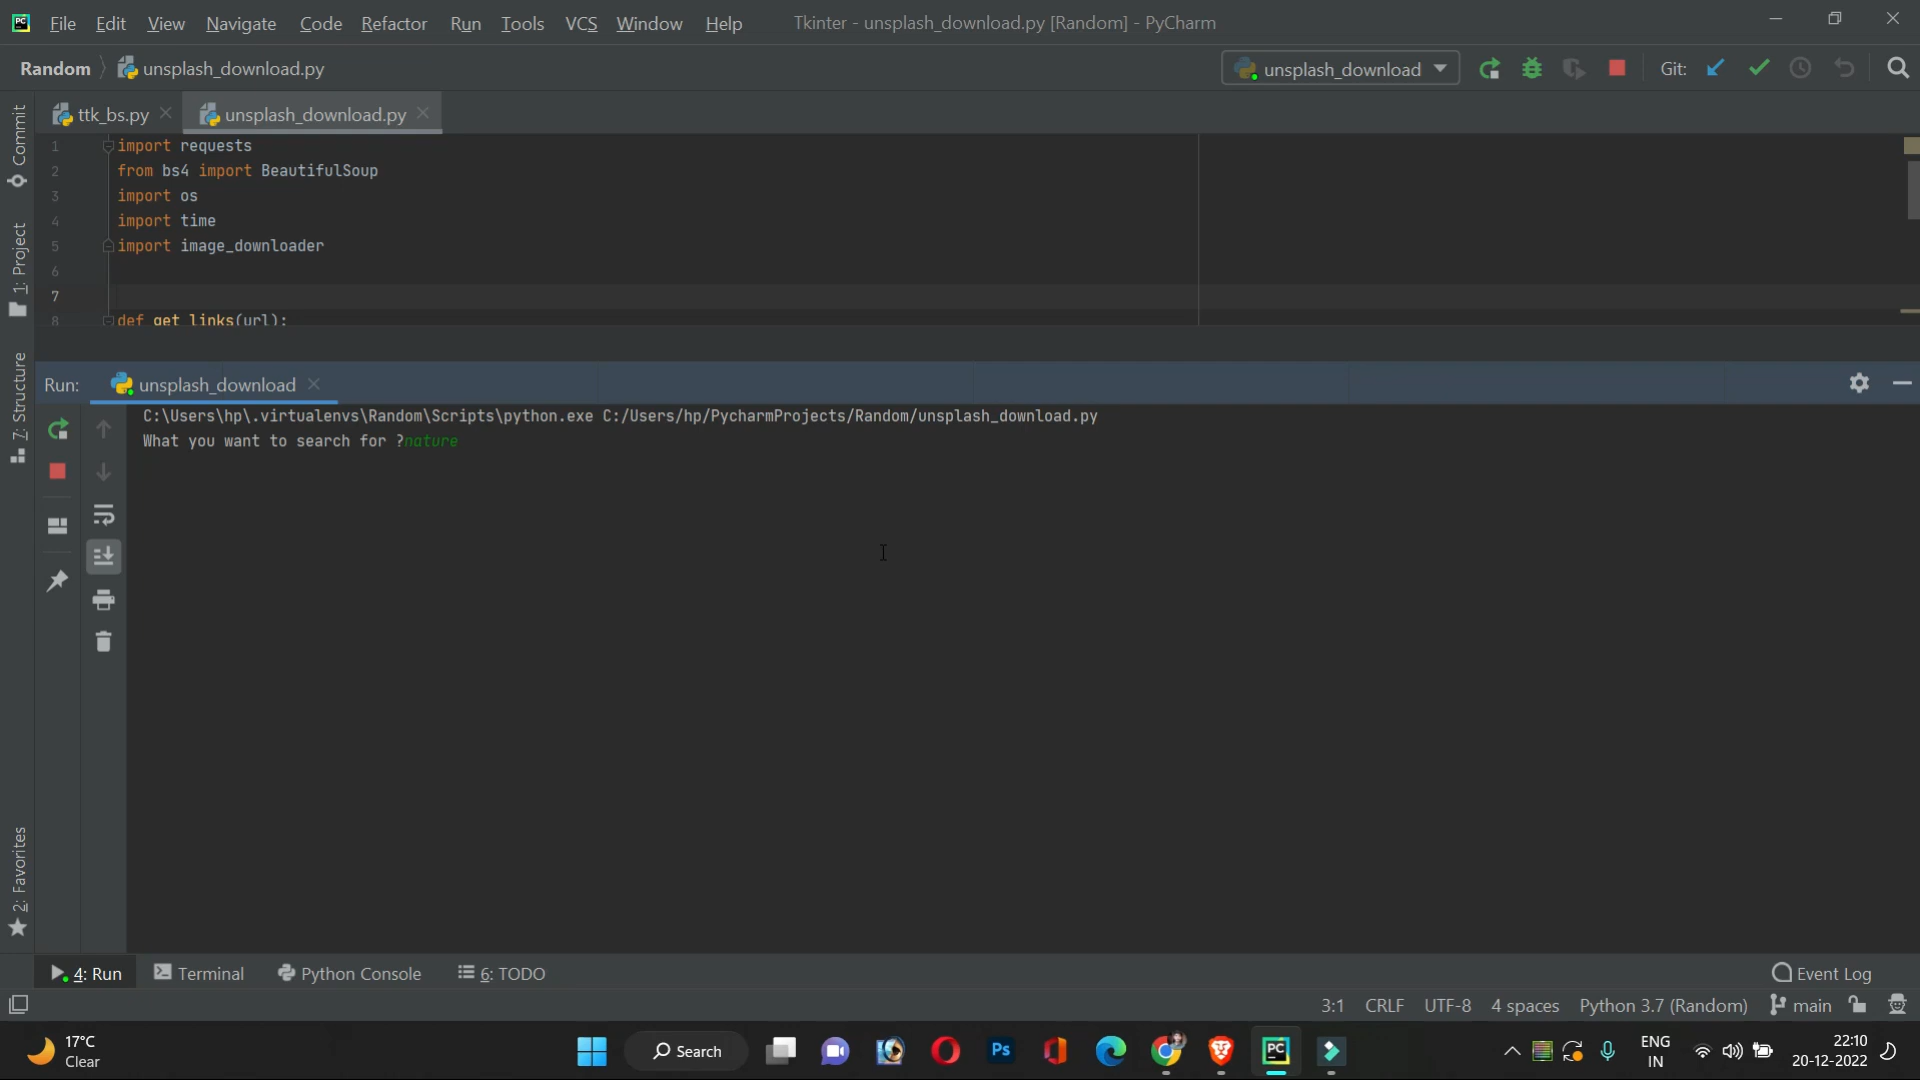 File Edit View Navigate Code Refactor Run Tools VCS Window Help Tkinter - unsplash_download.py [Random] - PyCharm
Random unsplash_download.py unsplash_download Git:
ttk_bs.py unsplash_download.py
1 import requests
2 from bs4 import BeautifulSoup
3 import os
4 import time
5 import image_downloader
6
7
8 def get_links(url):
Commit
1: Project
7: Structure
2: Favorites
Run: unsplash_download
C:\Users\hp\.virtualenvs\Random\Scripts\python.exe C:/Users/hp/PycharmProjects/Random/unsplash_download.py
What you want to search for ?nature
4: Run Terminal Python Console 6: TODO Event Log
3:1 CRLF UTF-8 4 spaces Python 3.7 (Random) main
17°C
Clear
Search
Ps
PC
ENG
IN
22:10
20-12-2022